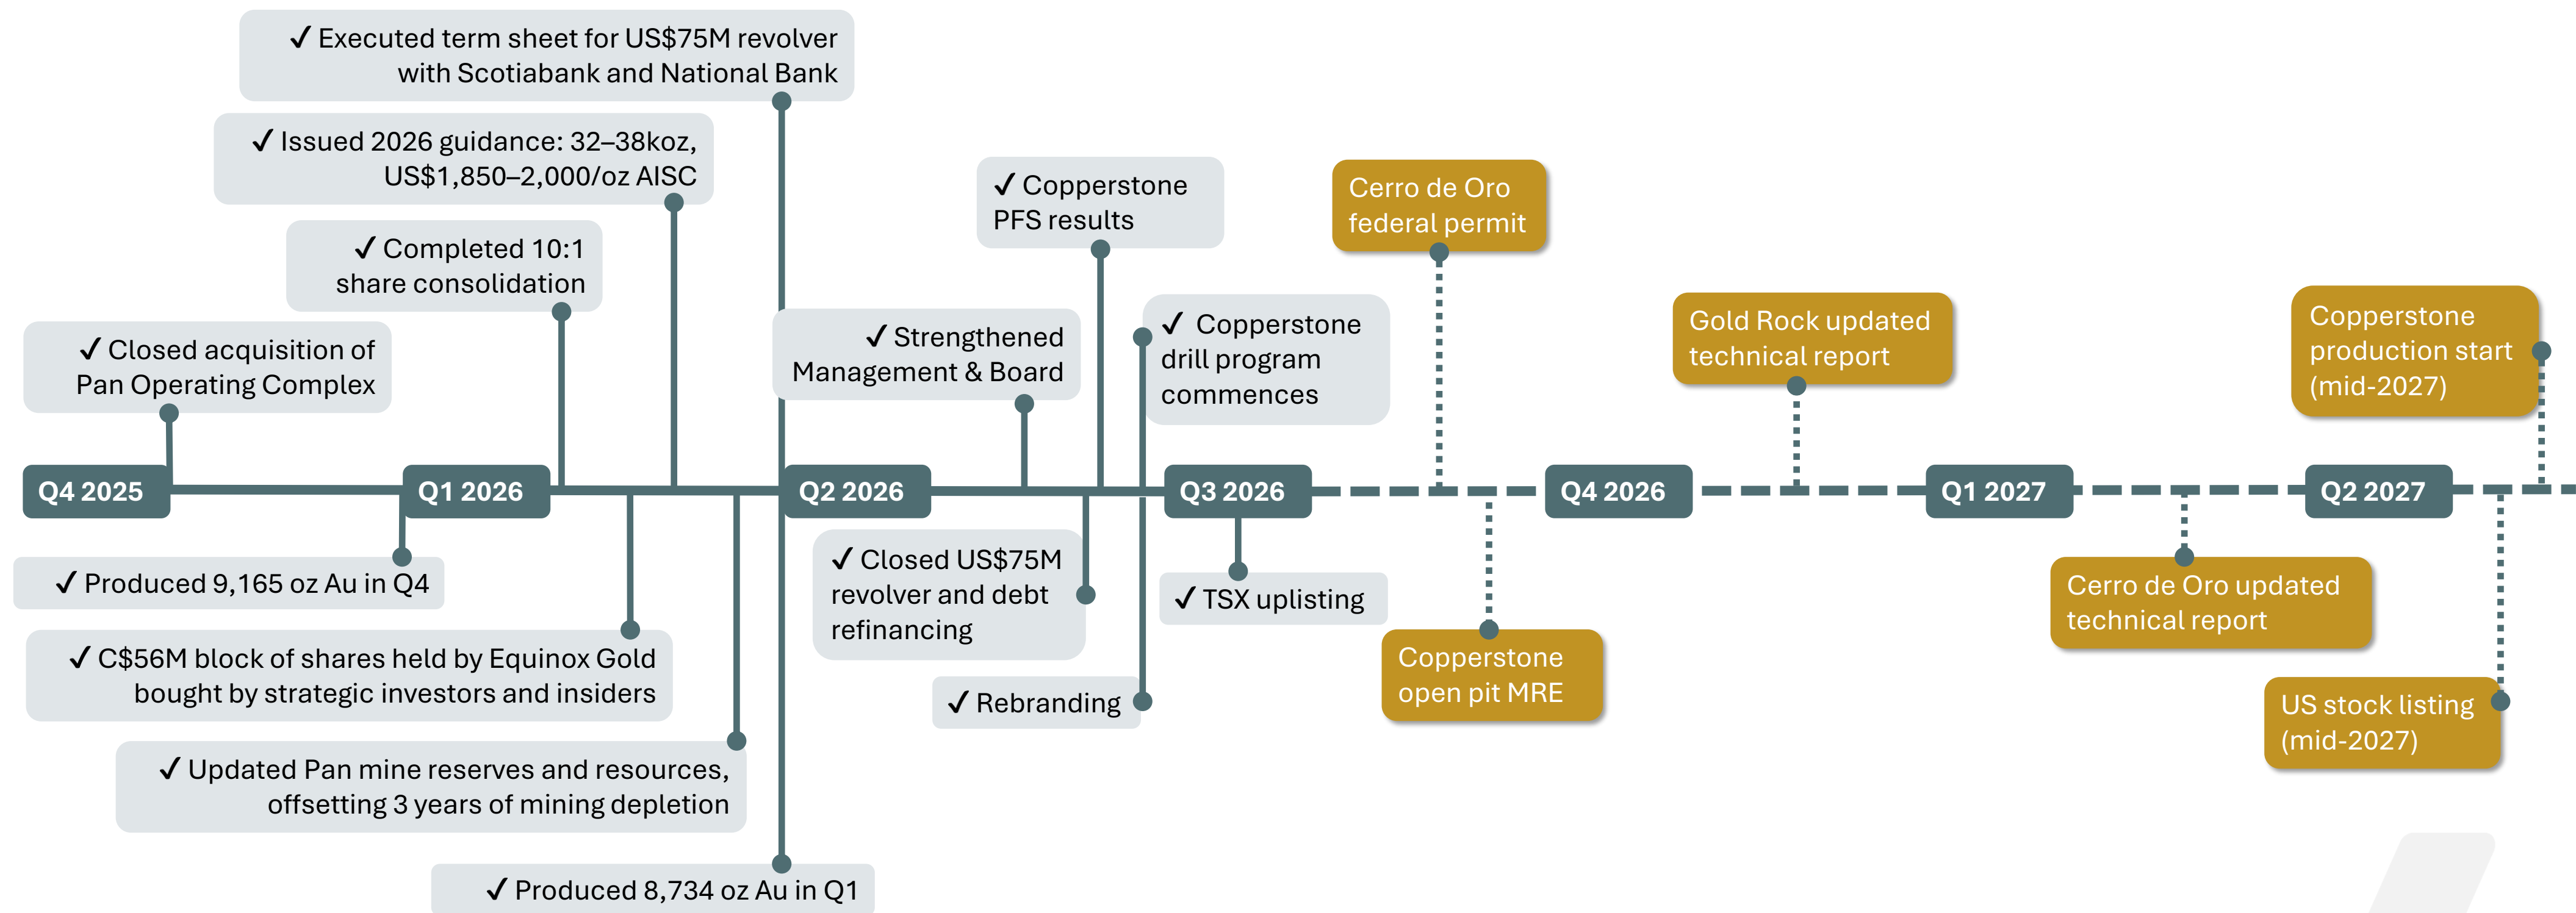 ✓ Executed term sheet for US$75M revolver
with Scotiabank and National Bank
✓ Issued 2026 guidance: 32–38koz,
US$1,850–2,000/oz AISC
✓ Completed 10:1
share consolidation
✓ Closed acquisition of
Pan Operating Complex
✓ Strengthened
Management & Board
✓ Copperstone
PFS results
✓ Copperstone
drill program
commences
Cerro de Oro
federal permit
Gold Rock updated
technical report
Copperstone
production start
(mid-2027)
Q4 2025
Q1 2026
Q2 2026
Q3 2026
Q4 2026
Q1 2027
Q2 2027
✓ Produced 9,165 oz Au in Q4
✓ C$56M block of shares held by Equinox Gold
bought by strategic investors and insiders
✓ Updated Pan mine reserves and resources,
offsetting 3 years of mining depletion
✓ Produced 8,734 oz Au in Q1
✓ Closed US$75M
revolver and debt
refinancing
✓ Rebranding
✓ TSX uplisting
Copperstone
open pit MRE
Cerro de Oro updated
technical report
US stock listing
(mid-2027)